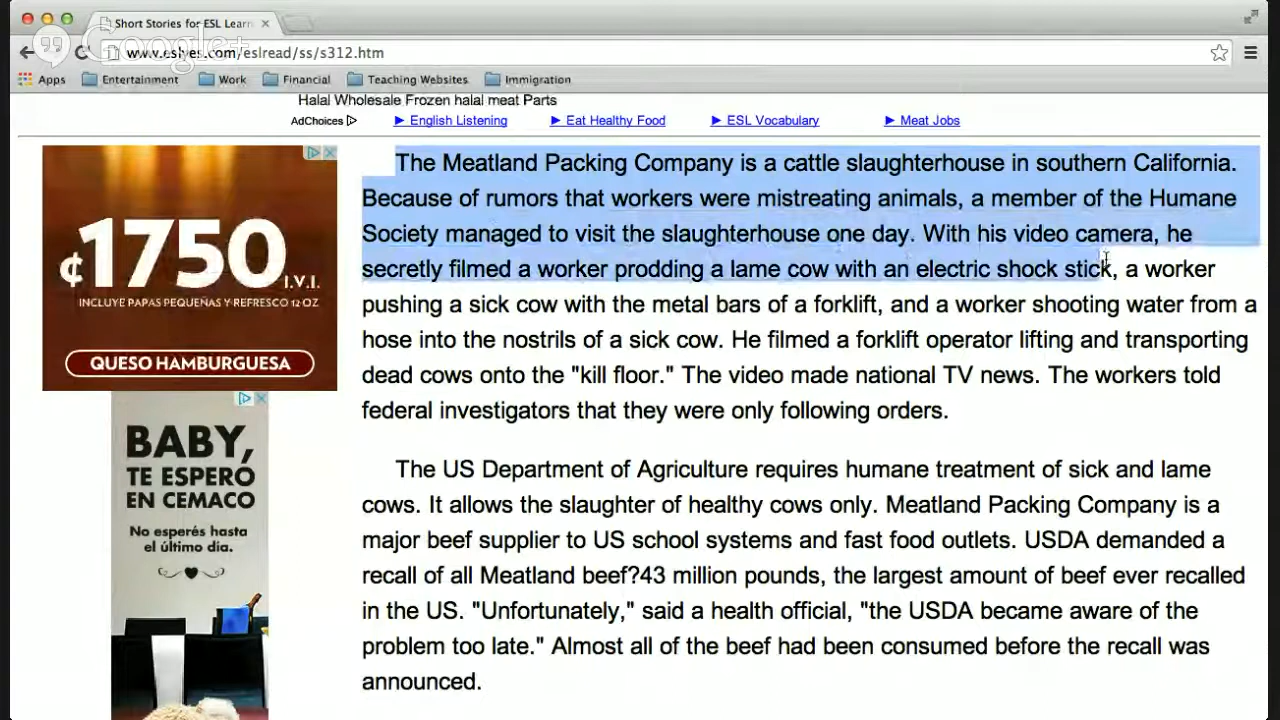 Short Stories for ESL Learn
Google+
www.eslyes.com/eslread/ss/s312.htm
Apps Entertainment Work Financial Teaching Websites Immigration
Halal Wholesale Frozen halal meat Parts
AdChoices ▷ ► English Listening ► Eat Healthy Food ► ESL Vocabulary ► Meat Jobs
¢1750 I.V.I.
INCLUYE PAPAS PEQUEÑAS Y REFRESCO 12 OZ
QUESO HAMBURGUESA
BABY,
TE ESPERO
EN CEMACO
No esperés hasta
el último día.
The Meatland Packing Company is a cattle slaughterhouse in southern California.
Because of rumors that workers were mistreating animals, a member of the Humane
Society managed to visit the slaughterhouse one day. With his video camera, he
secretly filmed a worker prodding a lame cow with an electric shock stick, a worker
pushing a sick cow with the metal bars of a forklift, and a worker shooting water from a
hose into the nostrils of a sick cow. He filmed a forklift operator lifting and transporting
dead cows onto the "kill floor." The video made national TV news. The workers told
federal investigators that they were only following orders.
The US Department of Agriculture requires humane treatment of sick and lame
cows. It allows the slaughter of healthy cows only. Meatland Packing Company is a
major beef supplier to US school systems and fast food outlets. USDA demanded a
recall of all Meatland beef?43 million pounds, the largest amount of beef ever recalled
in the US. "Unfortunately," said a health official, "the USDA became aware of the
problem too late." Almost all of the beef had been consumed before the recall was
announced.